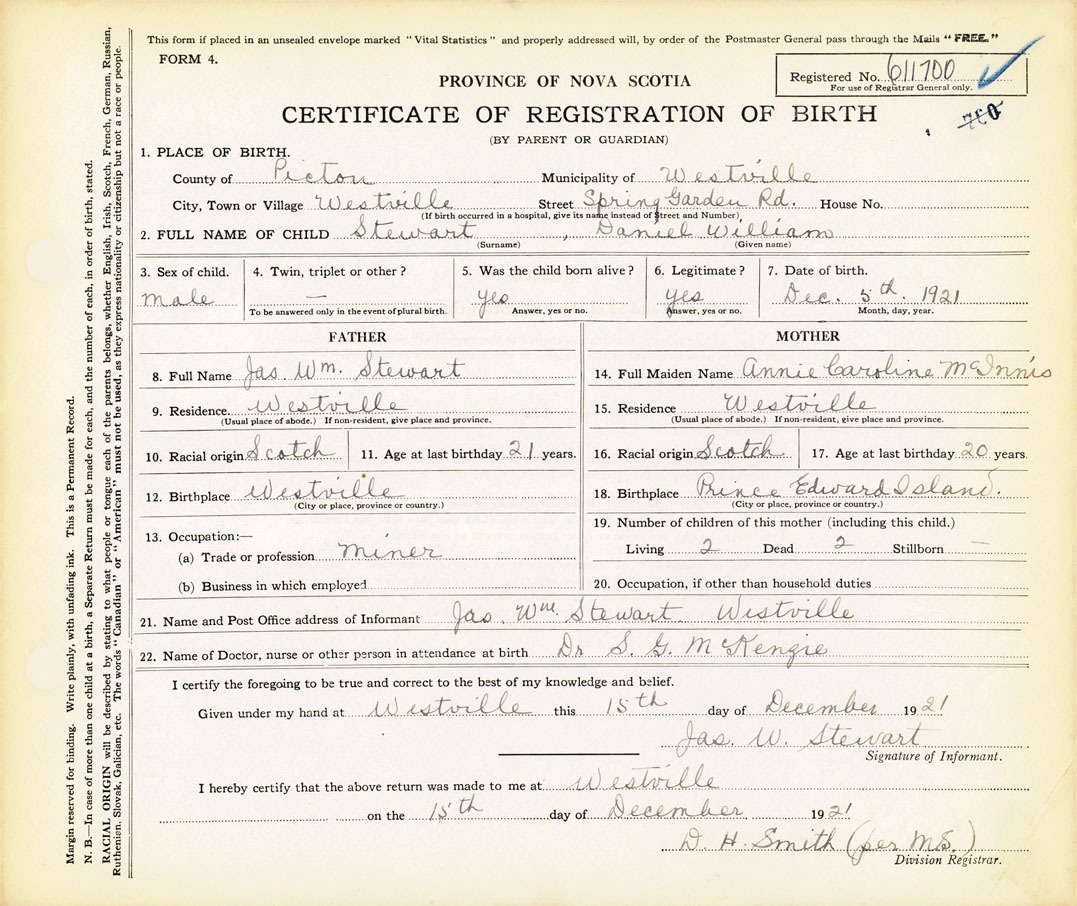 This form if placed in an unsealed envelope marked "Vital Statistics" and properly addressed will, by order of the Postmaster General pass through the Mails "FREE."
FORM 4.
Registered No. 611700
For use of Registrar General only.
PROVINCE OF NOVA SCOTIA
CERTIFICATE OF REGISTRATION OF BIRTH
(BY PARENT OR GUARDIAN)
1. PLACE OF BIRTH.
County of Picton Municipality of Westville
City, Town or Village Westville Street Spring Garden Rd. House No.
(If birth occurred in a hospital, give its name instead of Street and Number)
2. FULL NAME OF CHILD Stewart, Daniel William
(Surname) (Given name)
3. Sex of child. 4. Twin, triplet or other? 5. Was the child born alive? 6. Legitimate? 7. Date of birth.
male — yes yes Dec. 5th. 1921
To be answered only in the event of plural birth. Answer, yes or no. Answer, yes or no. Month, day, year.
FATHER
8. Full Name Jas. Wm. Stewart
9. Residence. Westville
(Usual place of abode.) If non-resident, give place and province.
10. Racial origin Scotch 11. Age at last birthday 21 years.
12. Birthplace Westville
(City or place, province or country.)
13. Occupation:—
(a) Trade or profession miner
(b) Business in which employed
MOTHER
14. Full Maiden Name Annie Caroline McInnis
15. Residence Westville
(Usual place of abode.) If non-resident, give place and province.
16. Racial origin Scotch 17. Age at last birthday 20 years
18. Birthplace Prince Edward Island.
(City or place, province or country.)
19. Number of children of this mother (including this child.)
Living 2 Dead 2 Stillborn —
20. Occupation, if other than household duties
21. Name and Post Office address of Informant Jas. Wm. Stewart. Westville
22. Name of Doctor, nurse or other person in attendance at birth Dr S. G. McKenzie
I certify the foregoing to be true and correct to the best of my knowledge and belief.
Given under my hand at Westville this 15th day of December 1921
Jas. W. Stewart
Signature of Informant.
I hereby certify that the above return was made to me at Westville
on the 15th day of December 1921
D. H. Smith (per M.S.)
Division Registrar.
Margin reserved for binding. Write plainly, with unfading ink. This is a Permanent Record.
N. B.—In case of more than one child at a birth, a Separate Return must be made for each, and the number of each, in order of birth, stated.
RACIAL ORIGIN will be described by stating to what people or tongue each of the parents belongs, whether English, Irish, Scotch, French, German, Russian,
Ruthenian, Slovak, Galician, etc. The words "Canadian" or "American" must not be used, as they express nationality or citizenship but not a race or people.